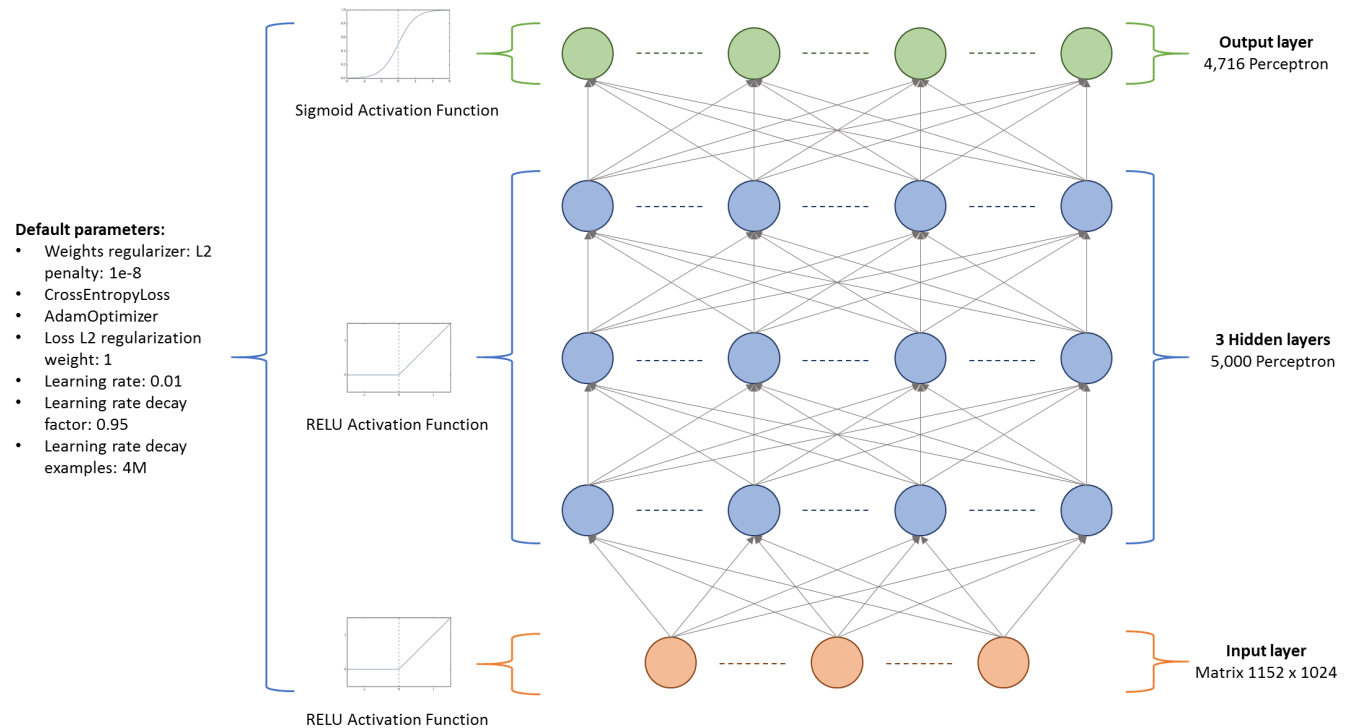 Default parameters:
• Weights regularizer: L2
penalty: 1e-8
• CrossEntropyLoss
• AdamOptimizer
• Loss L2 regularization
weight: 1
• Learning rate: 0.01
• Learning rate decay
factor: 0.95
• Learning rate decay
examples: 4M
Sigmoid Activation Function
RELU Activation Function
RELU Activation Function
Output layer
4,716 Perceptron
3 Hidden layers
5,000 Perceptron
Input layer
Matrix 1152 x 1024